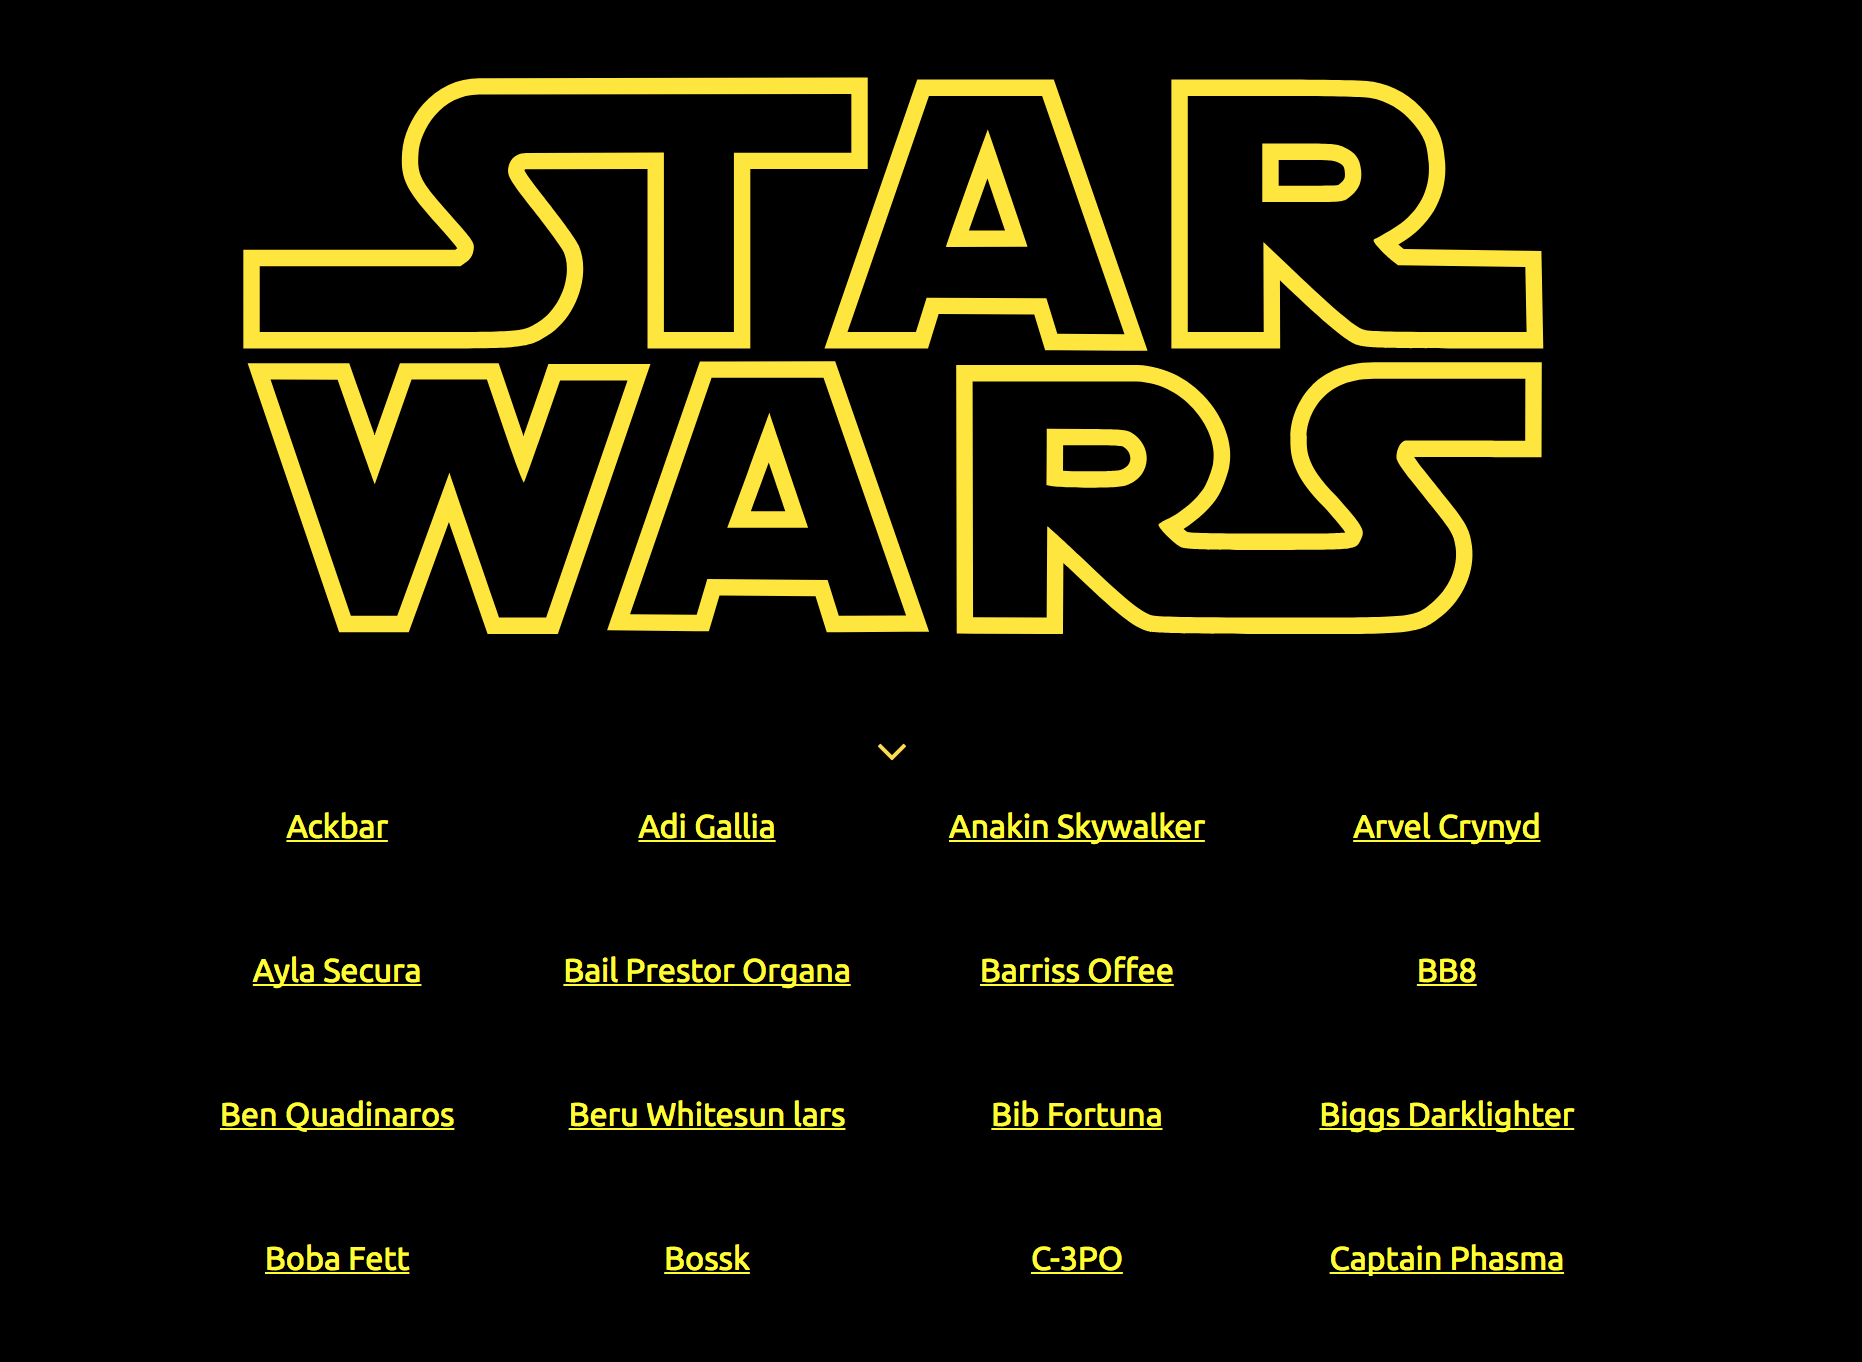 STAR
WARS
Ackbar Adi Gallia Anakin Skywalker Arvel Crynyd
Ayla Secura Bail Prestor Organa Barriss Offee BB8
Ben Quadinaros Beru Whitesun lars Bib Fortuna Biggs Darklighter
Boba Fett Bossk C-3PO Captain Phasma